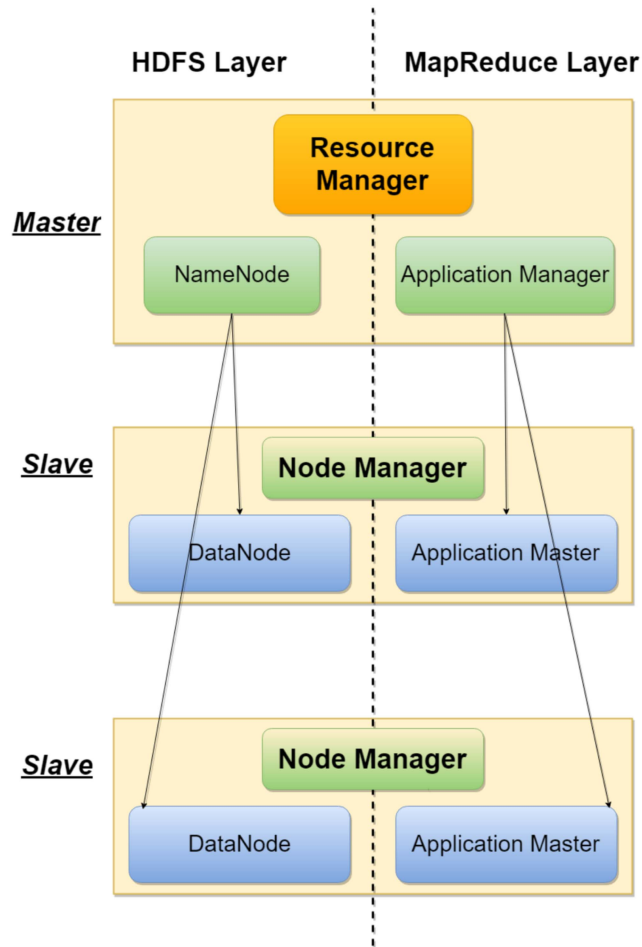 HDFS Layer
MapReduce Layer
Resource
Manager
Master
NameNode
Application Manager
Slave
Node Manager
DataNode
Application Master
Slave
Node Manager
DataNode
Application Master